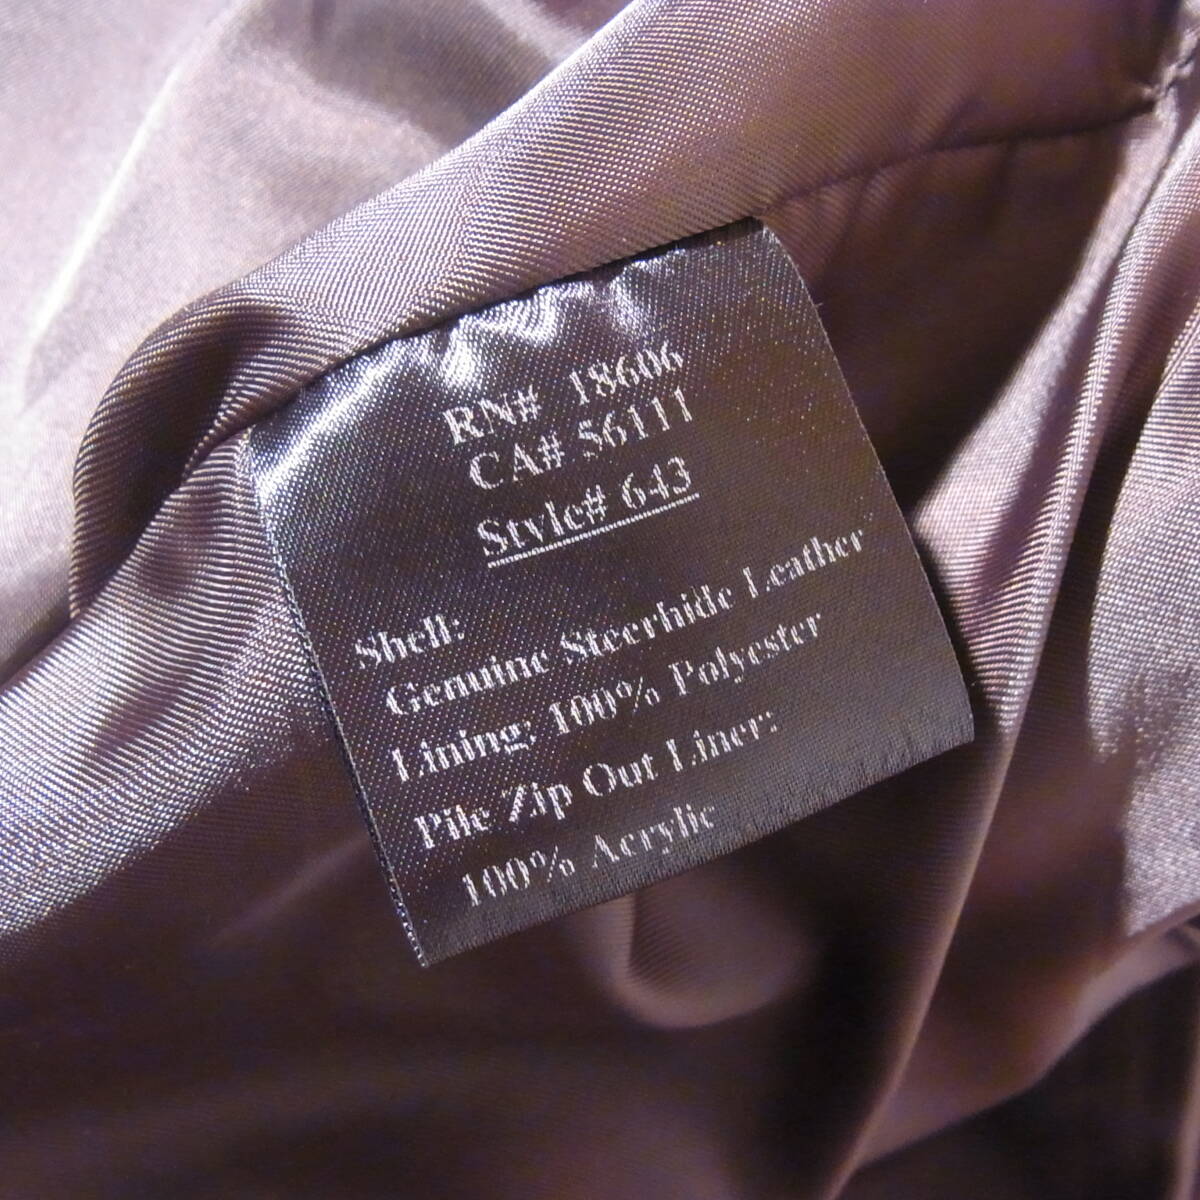 RN# 18606
CA# 56111
Style# 643
Shell:
Genuine Steerhide Leather
Lining: 100% Polyester
Pile Zip Out Liner:
100% Acrylic